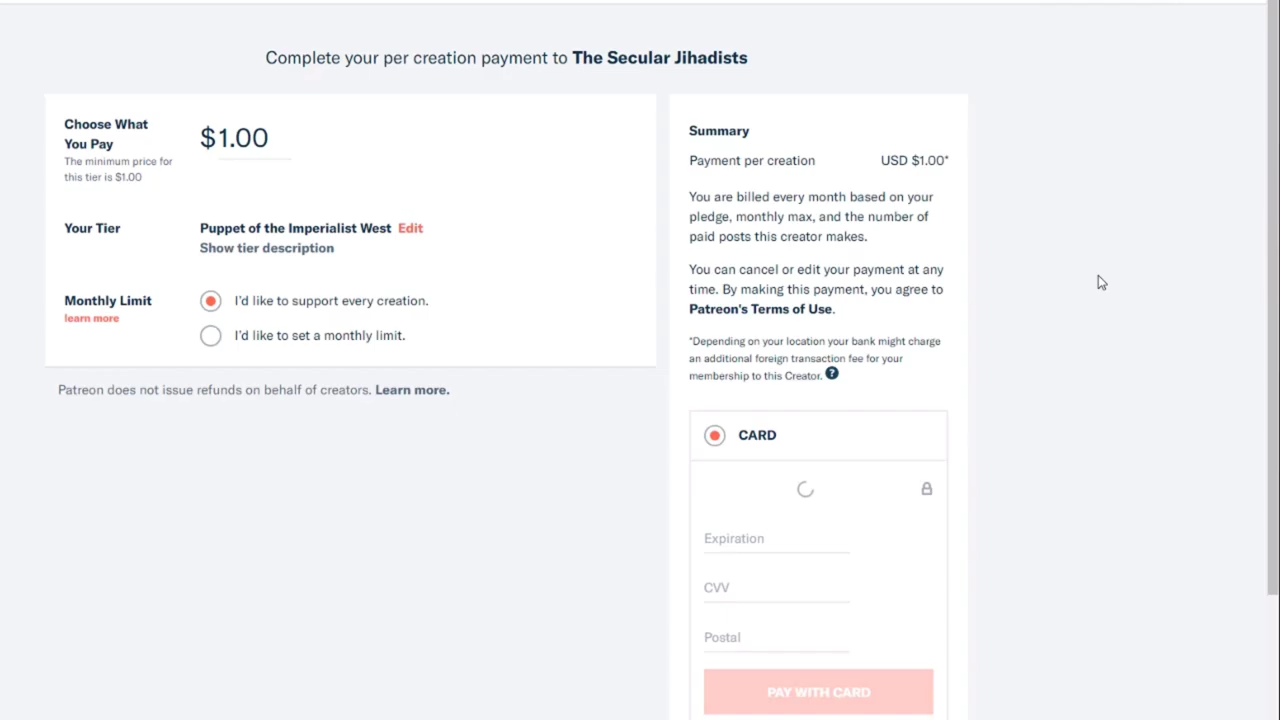 Complete your per creation payment to The Secular Jihadists
Choose What
You Pay
The minimum price for
this tier is $1.00
$1.00
Your Tier
Puppet of the Imperialist West Edit
Show tier description
Monthly Limit
learn more
I'd like to support every creation.
I'd like to set a monthly limit.
Patreon does not issue refunds on behalf of creators. Learn more.
Summary
Payment per creation USD $1.00*
You are billed every month based on your
pledge, monthly max, and the number of
paid posts this creator makes.
You can cancel or edit your payment at any
time. By making this payment, you agree to
Patreon's Terms of Use.
*Depending on your location your bank might charge
an additional foreign transaction fee for your
membership to this Creator. ?
CARD
Expiration
CVV
Postal
PAY WITH CARD